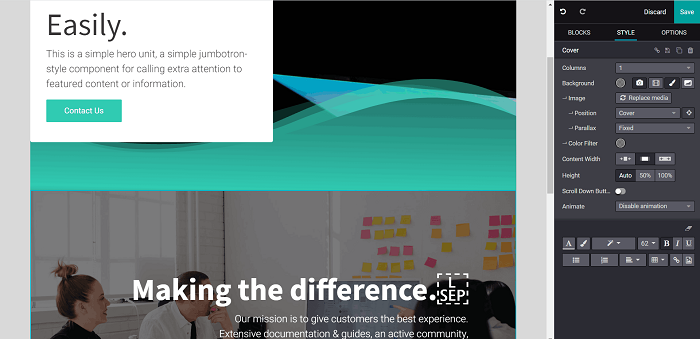 Easily.
This is a simple hero unit, a simple jumbotron-
style component for calling extra attention to
featured content or information.
Contact Us
Making the difference.
L
SEP
Our mission is to give customers the best experience.
Extensive documentation & guides, an active community,
Discard
Save
BLOCKS
STYLE
OPTIONS
Cover
Columns
1
Background
Image
Replace media
Position
Cover
Parallax
Fixed
Color Filter
Content Width
Height
Auto
50%
100%
Scroll Down Butt...
Animate
Disable animation
A
62
B
I
U